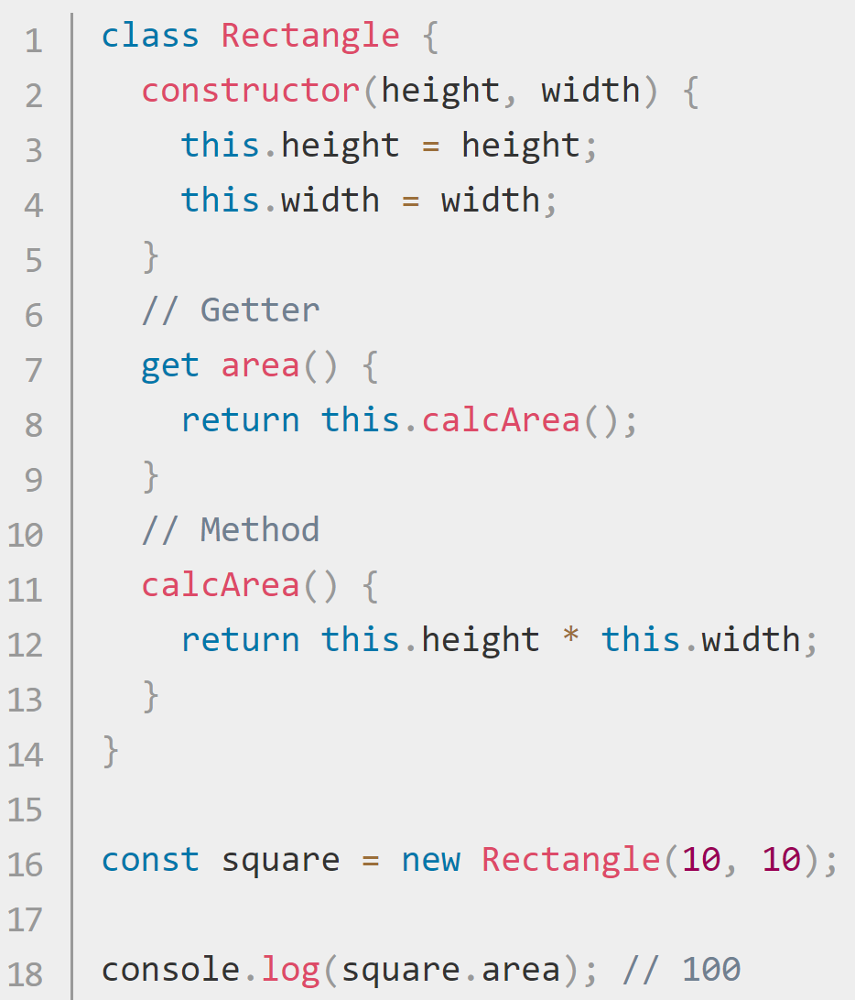 1 class Rectangle {
2   constructor(height, width) {
3     this.height = height;
4     this.width = width;
5   }
6   // Getter
7   get area() {
8     return this.calcArea();
9   }
10   // Method
11   calcArea() {
12     return this.height * this.width;
13   }
14 }
15
16 const square = new Rectangle(10, 10);
17
18 console.log(square.area); // 100